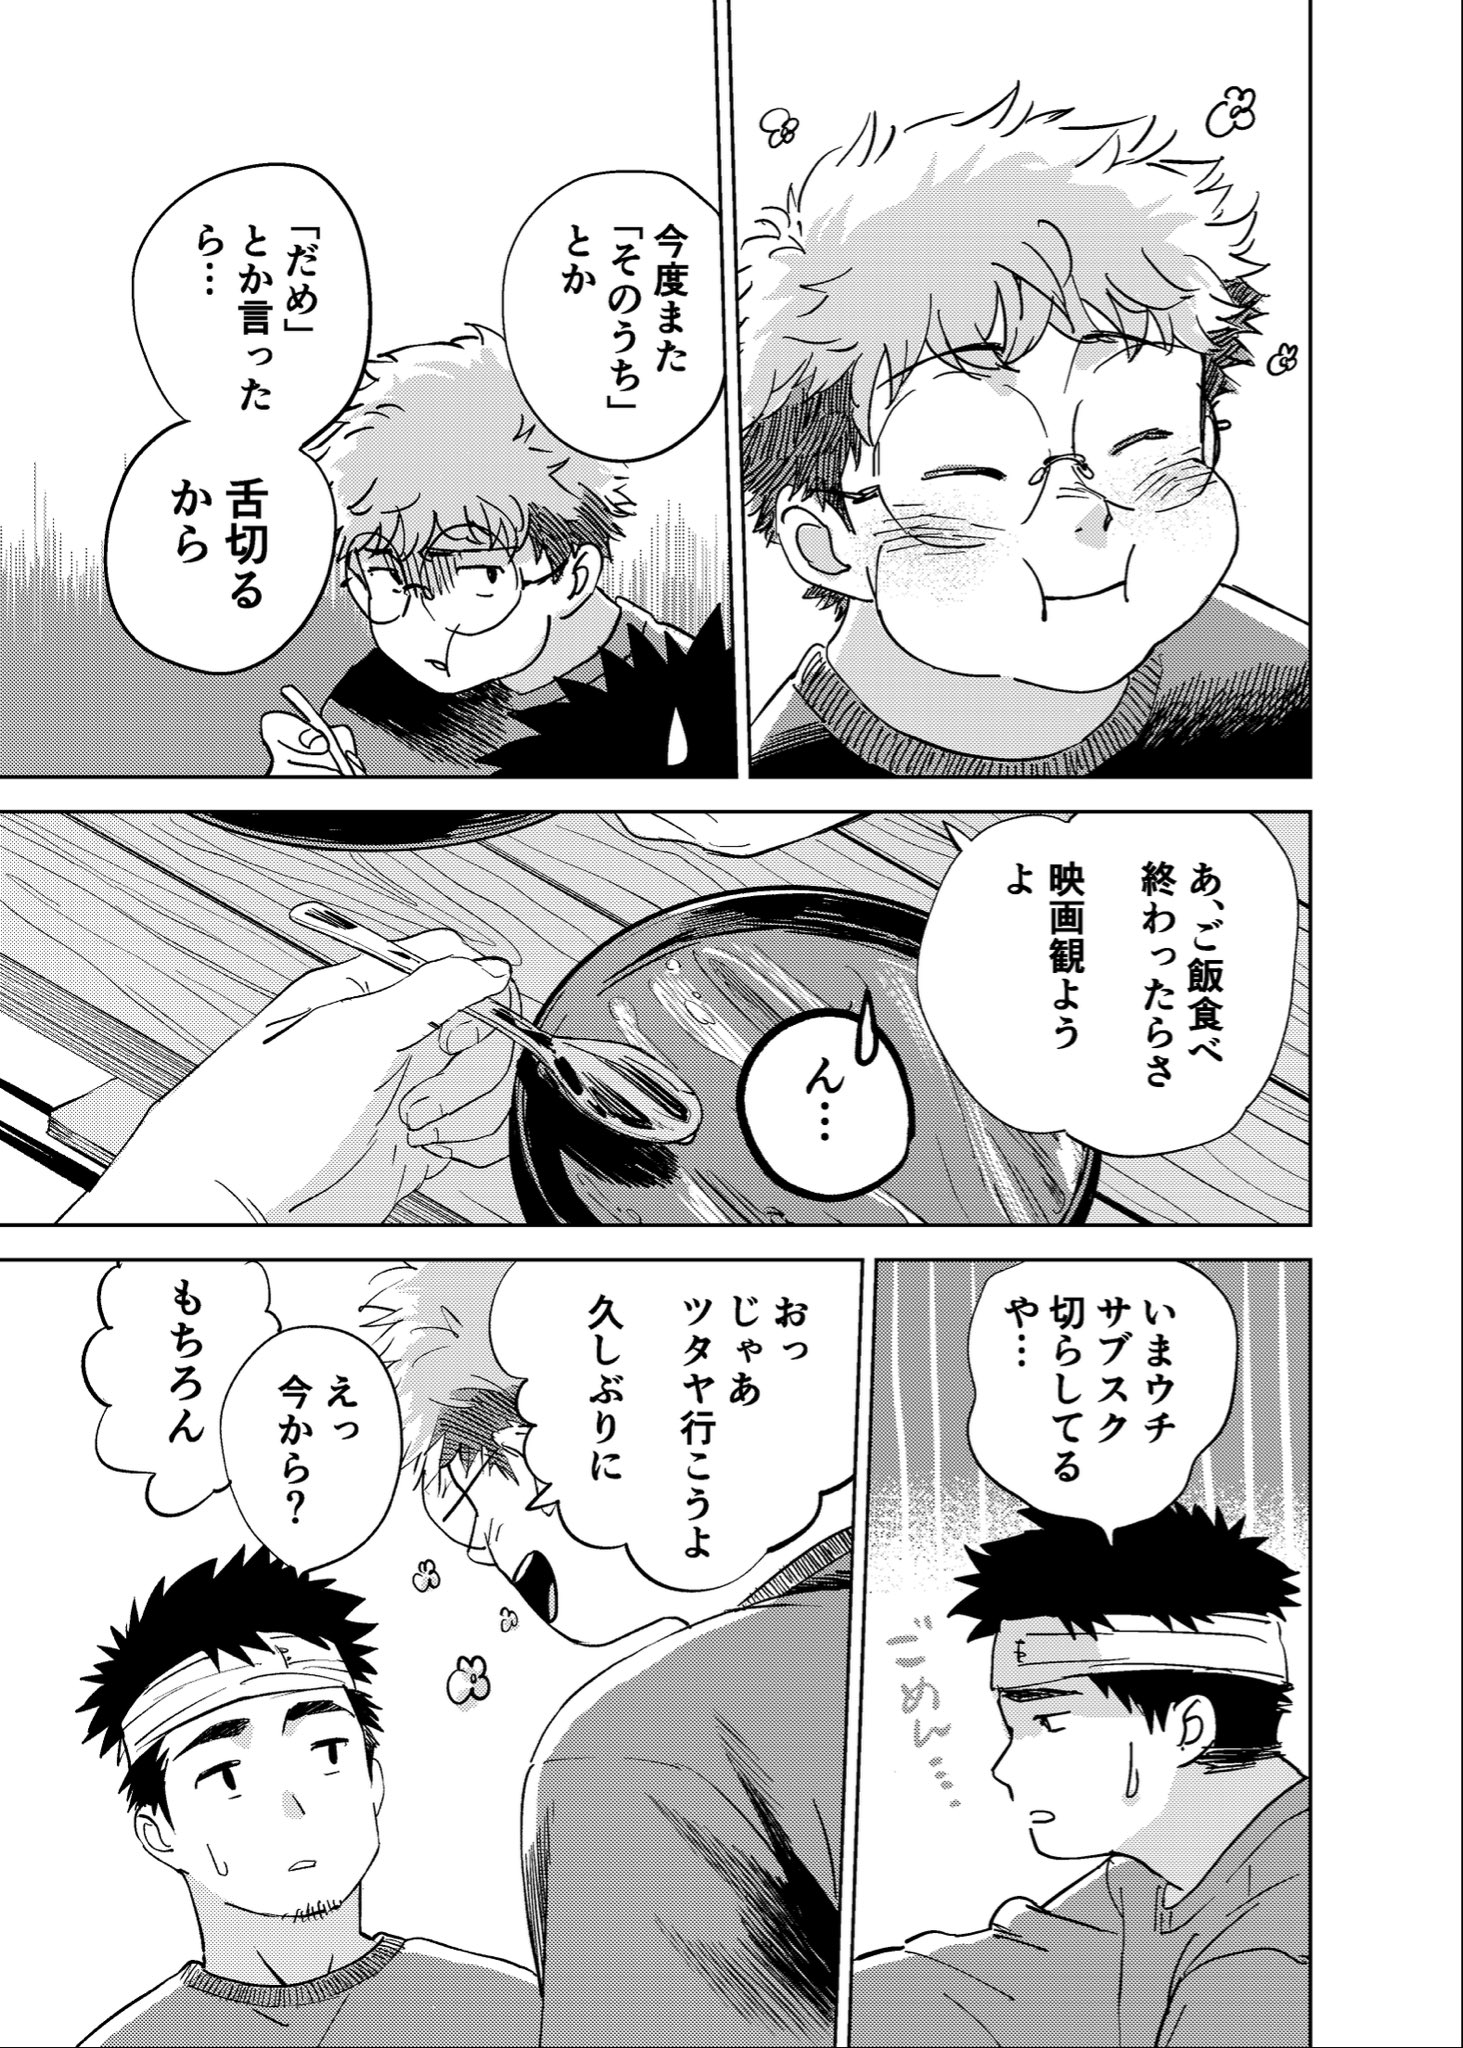 今度また
「そのうち」
とか
「だめ」
とか言った
ら…
舌切る
から
あ、ご飯食べ
終わったらさ
映画観よう
よ
ん…
いまウチ
サブスク
切らしてる
や…
ごめん……
おっ
じゃあ
ツタヤ行こうよ
久しぶりに
えっ
今から？
もちろん